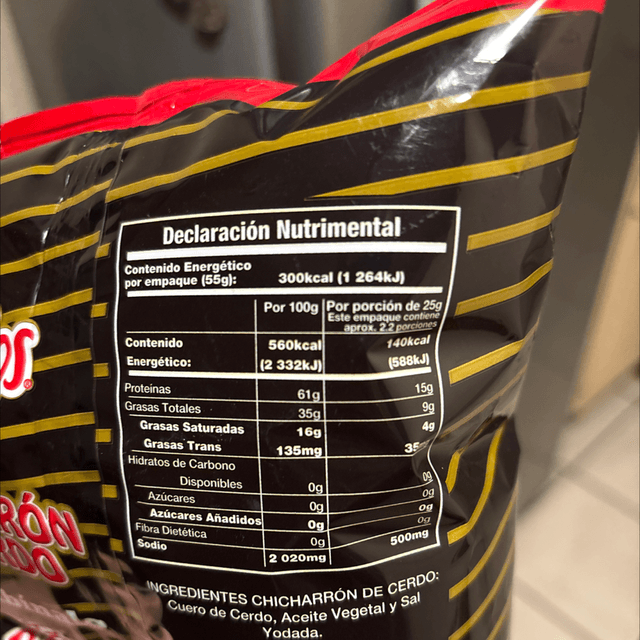 Declaración Nutrimental
Contenido Energético
por empaque (55g): 300kcal (1 264kJ)
Por 100g Por porción de 25g
Este empaque contiene
aprox. 2.2 porciones
Contenido 560kcal 140kcal
Energético: (2 332kJ) (588kJ)
Proteínas 61g 15g
Grasas Totales 35g 9g
Grasas Saturadas 16g 4g
Grasas Trans 135mg
Hidratos de Carbono
Disponibles 0g 0g
Azúcares 0g 0g
Azúcares Añadidos 0g 0g
Fibra Dietética 0g 0g
Sodio 2 020mg 500mg
INGREDIENTES CHICHARRÓN DE CERDO:
Cuero de Cerdo, Aceite Vegetal y Sal
Yodada.